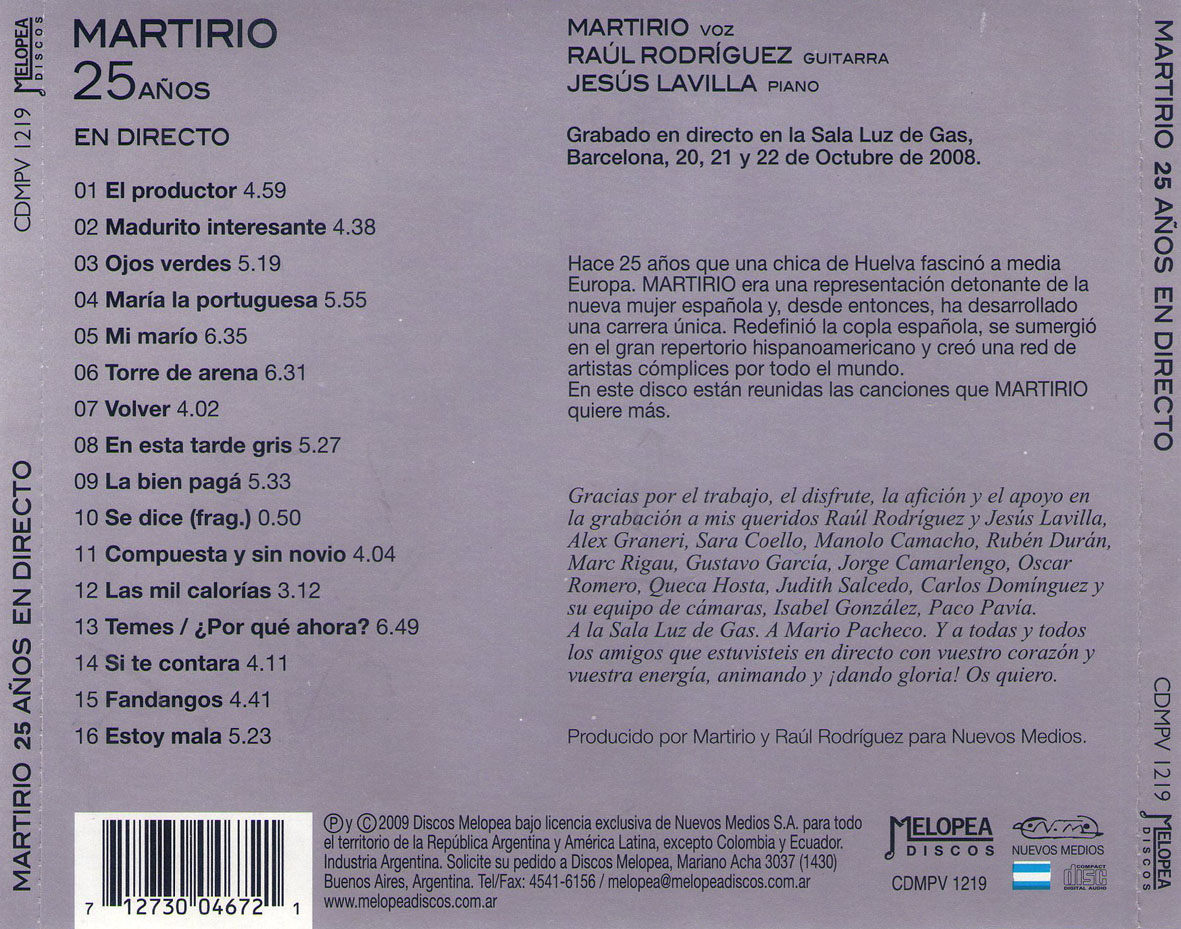 MARTIRIO
25 AÑOS
EN DIRECTO
01 El productor 4.59
02 Madurito interesante 4.38
03 Ojos verdes 5.19
04 María la portuguesa 5.55
05 Mi marío 6.35
06 Torre de arena 6.31
07 Volver 4.02
08 En esta tarde gris 5.27
09 La bien pagá 5.33
10 Se dice (frag.) 0.50
11 Compuesta y sin novio 4.04
12 Las mil calorías 3.12
13 Temes / ¿Por qué ahora? 6.49
14 Si te contara 4.11
15 Fandangos 4.41
16 Estoy mala 5.23
MARTIRIO VOZ
RAÚL RODRÍGUEZ GUITARRA
JESÚS LAVILLA PIANO
Grabado en directo en la Sala Luz de Gas,
Barcelona, 20, 21 y 22 de Octubre de 2008.
Hace 25 años que una chica de Huelva fascinó a media
Europa. MARTIRIO era una representación detonante de la
nueva mujer española y, desde entonces, ha desarrollado
una carrera única. Redefinió la copla española, se sumergió
en el gran repertorio hispanoamericano y creó una red de
artistas cómplices por todo el mundo.
En este disco están reunidas las canciones que MARTIRIO
quiere más.
Gracias por el trabajo, el disfrute, la afición y el apoyo en
la grabación a mis queridos Raúl Rodríguez y Jesús Lavilla,
Alex Graneri, Sara Coello, Manolo Camacho, Rubén Durán,
Marc Rigau, Gustavo García, Jorge Camarlengo, Oscar
Romero, Queca Hosta, Judith Salcedo, Carlos Domínguez y
su equipo de cámaras, Isabel González, Paco Pavía.
A la Sala Luz de Gas. A Mario Pacheco. Y a todas y todos
los amigos que estuvisteis en directo con vuestro corazón y
vuestra energía, animando y ¡dando gloria! Os quiero.
Producido por Martirio y Raúl Rodríguez para Nuevos Medios.
7 12730 04672 1
Ⓟ y Ⓒ 2009 Discos Melopea bajo licencia exclusiva de Nuevos Medios S.A. para todo
el territorio de la República Argentina y América Latina, excepto Colombia y Ecuador.
Industria Argentina. Solicite su pedido a Discos Melopea, Mariano Acha 3037 (1430)
Buenos Aires, Argentina. Tel/Fax: 4541-6156 / melopea@melopeadiscos.com.ar
www.melopeadiscos.com.ar
MELOPEA
DISCOS
CDMPV 1219
NUEVOS MEDIOS
COMPACT
disc
DIGITAL AUDIO
MARTIRIO 25 AÑOS EN DIRECTO
CDMPV 1219
MELOPEA
DISCOS
MARTIRIO 25 AÑOS EN DIRECTO
CDMPV 1219
MELOPEA
DISCOS